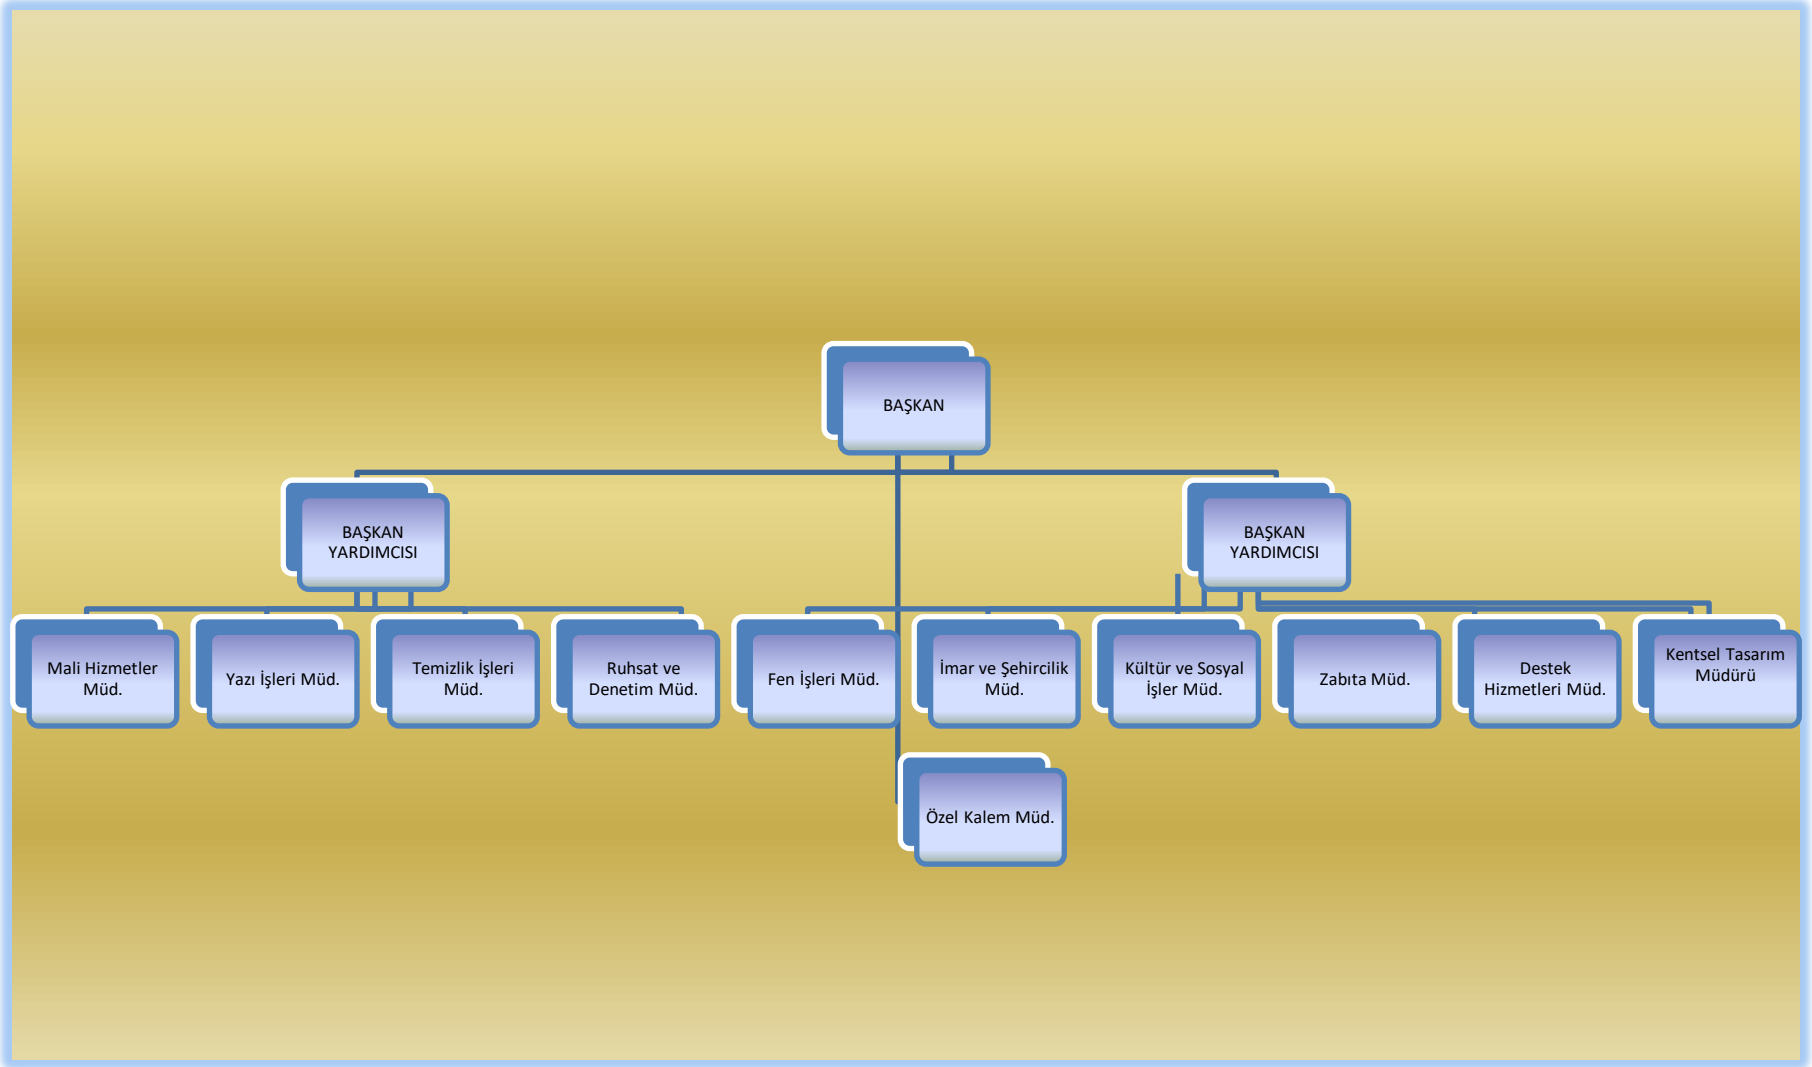 BAŞKAN
BAŞKAN
YARDIMCISI
BAŞKAN
YARDIMCISI
Mali Hizmetler
Müd.
Yazı İşleri Müd.
Temizlik İşleri
Müd.
Ruhsat ve
Denetim Müd.
Fen İşleri Müd.
İmar ve Şehircilik
Müd.
Kültür ve Sosyal
İşler Müd.
Zabıta Müd.
Destek
Hizmetleri Müd.
Kentsel Tasarım
Müdürü
Özel Kalem Müd.